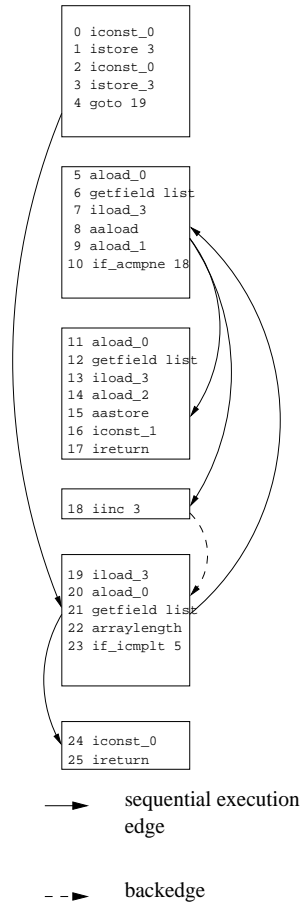 0 iconst_0
1 istore 3
2 iconst_0
3 istore_3
4 goto 19
5 aload_0
6 getfield list
7 iload_3
8 aaload
9 aload_1
10 if_acmpne 18
11 aload_0
12 getfield list
13 iload_3
14 aload_2
15 aastore
16 iconst_1
17 ireturn
18 iinc 3
19 iload_3
20 aload_0
21 getfield list
22 arraylength
23 if_icmplt 5
24 iconst_0
25 ireturn
sequential execution
edge
backedge